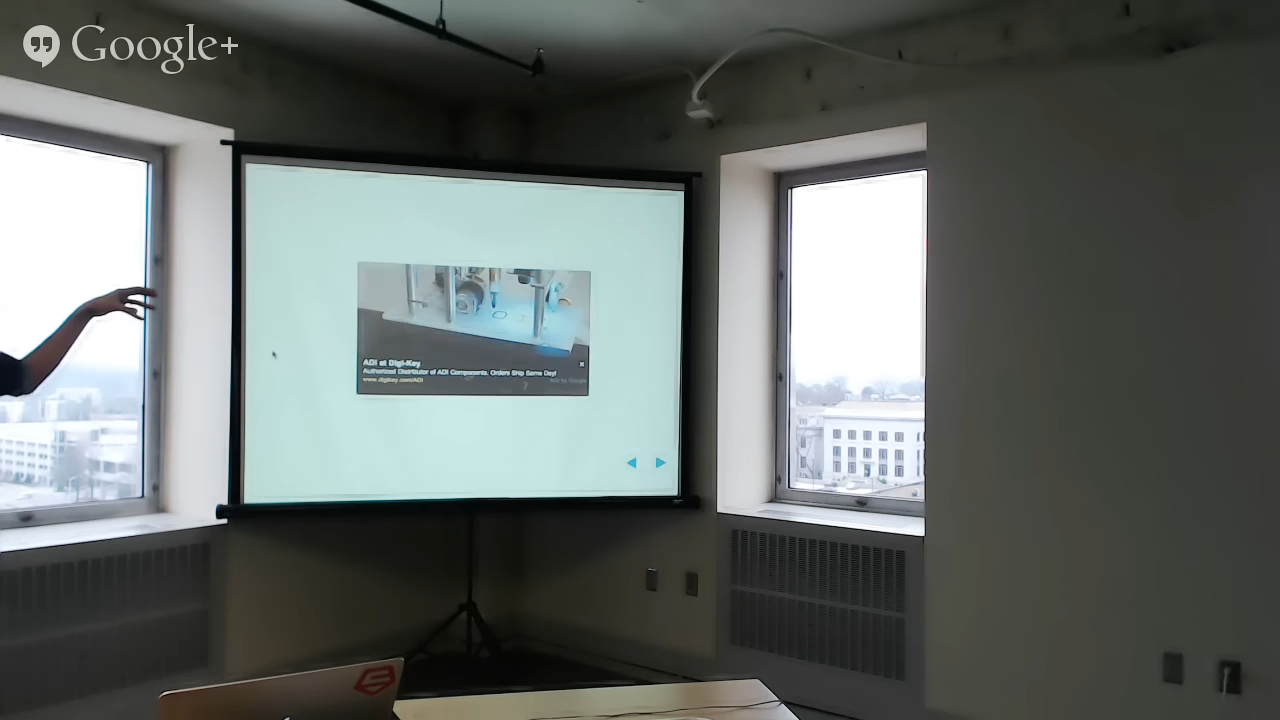 Google+
ADI at Digi-Key
Authorized Distributor of ADI Components. Orders Ship Same Day!
www.digikey.com/ADI
Ads by Google